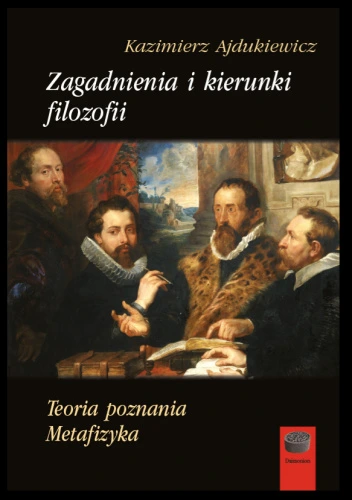 Kazimierz Ajdukiewicz
Zagadnienia i kierunki
filozofii
Teoria poznania
Metafizyka